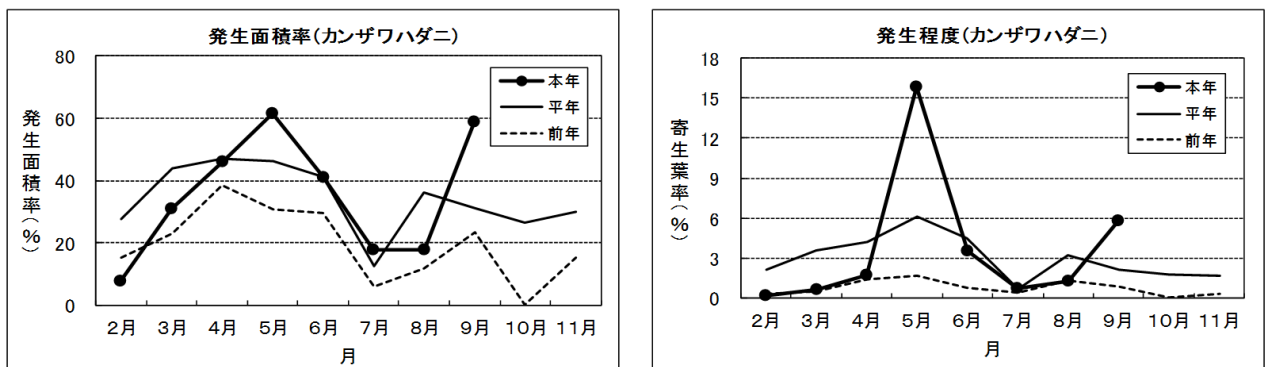 発生面積率(カンザワハダニ)
80
60
40
20
0
発生面積率(%)
本年
平年
前年
2月 3月 4月 5月 6月 7月 8月 9月 10月 11月
月
発生程度(カンザワハダニ)
18
15
12
9
6
3
0
寄生葉率(%)
本年
平年
前年
2月 3月 4月 5月 6月 7月 8月 9月 10月 11月
月